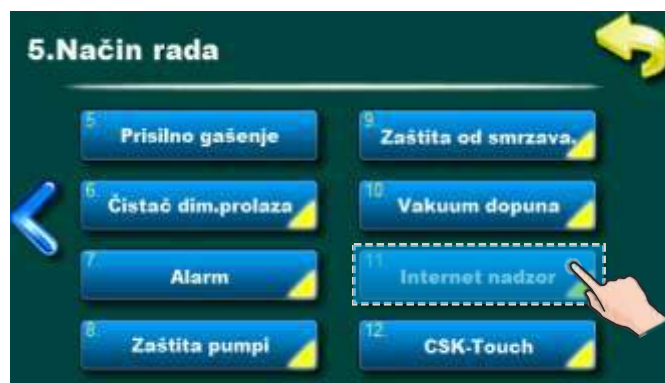 5.Način rada
5
Prisilno gašenje
6
Čistač dim.prolaza
7
Alarm
8
Zaštita pumpi
9
Zaštita od smrzava.
10
Vakuum dopuna
11
Internet nadzor
12
CSK-Touch